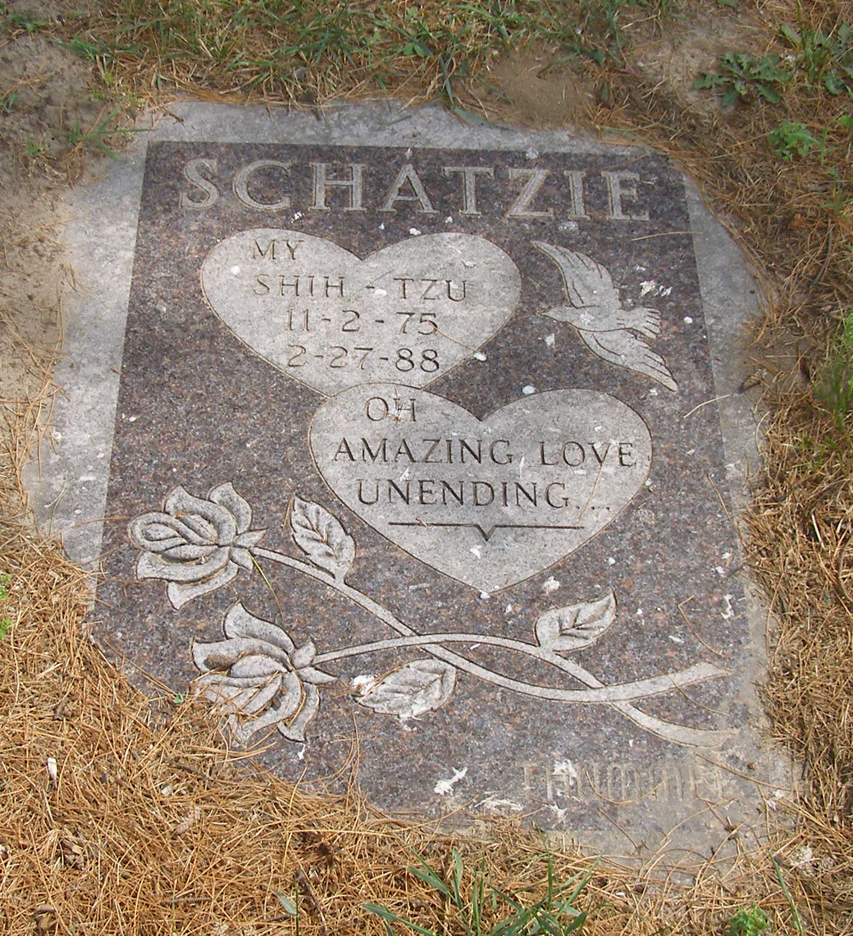 SCHATZIE
MY
SHIH - TZU
11-2-75
2-27-88
OH
AMAZING LOVE
UNENDING...